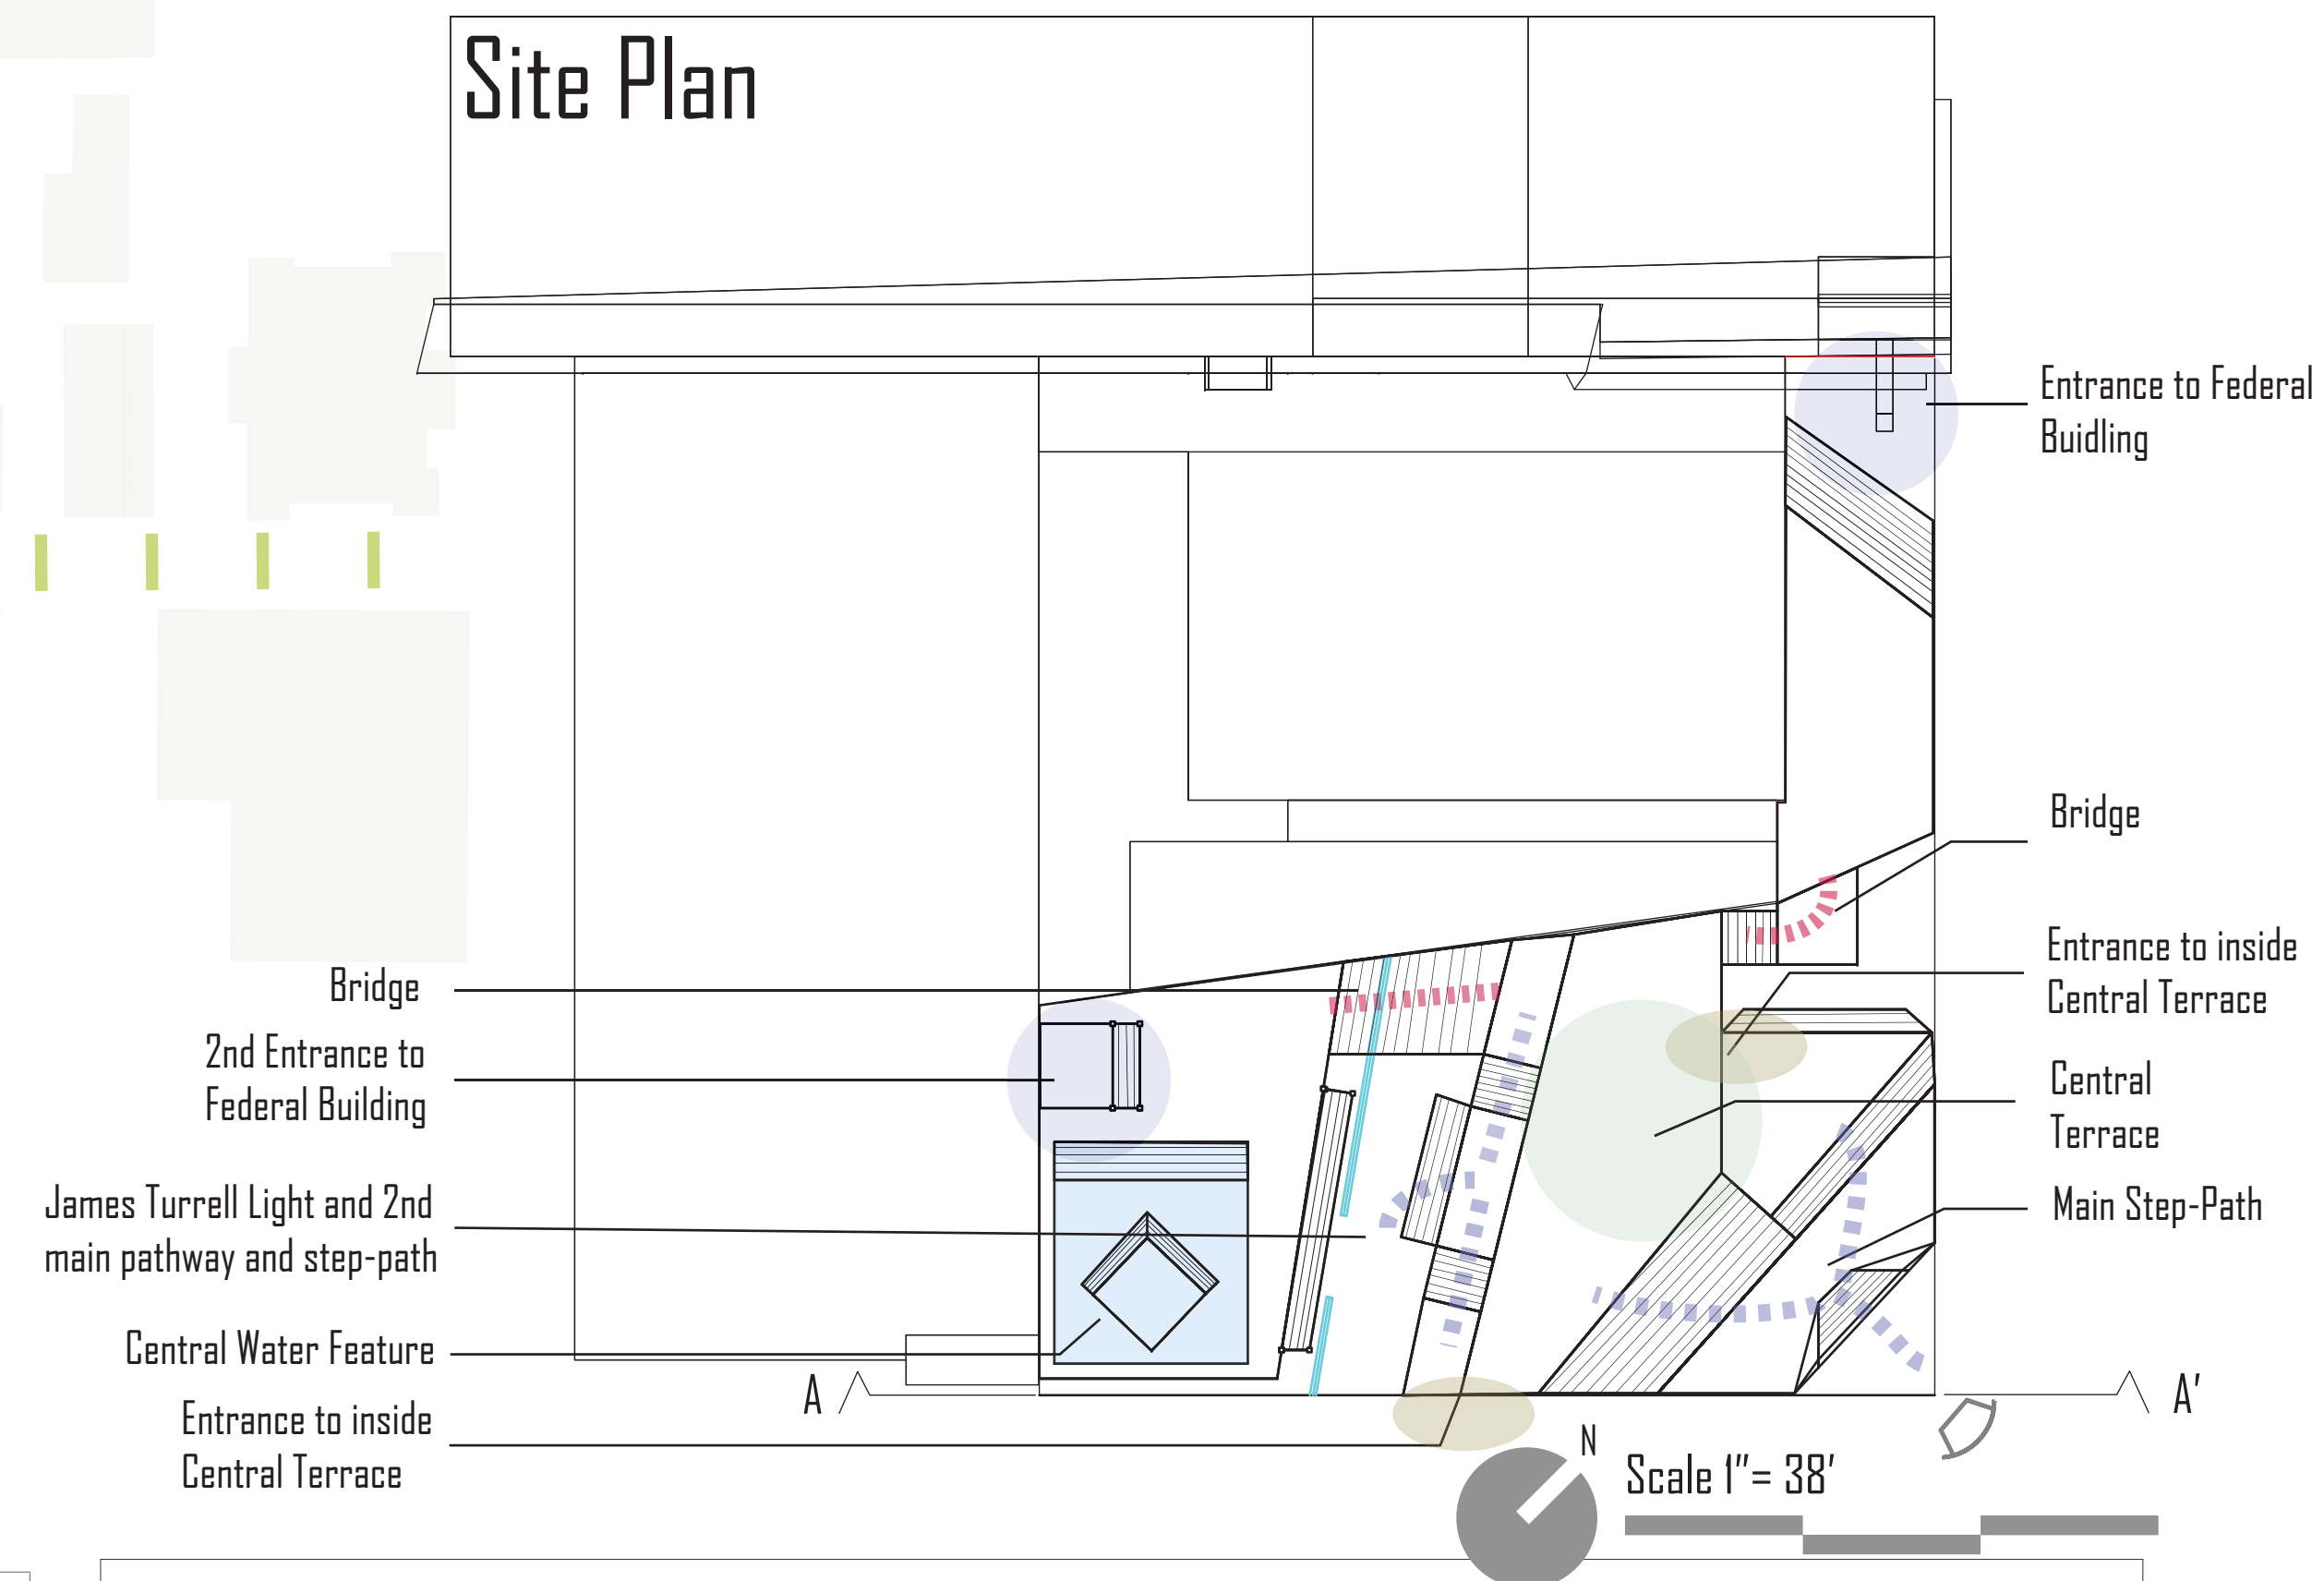 Site Plan
Entrance to Federal
Buidling
Bridge
Entrance to inside
Central Terrace
Central
Terrace
Main Step-Path
Bridge
2nd Entrance to
Federal Building
James Turrell Light and 2nd
main pathway and step-path
Central Water Feature
Entrance to inside
Central Terrace
A
A'
N
Scale 1"= 38'